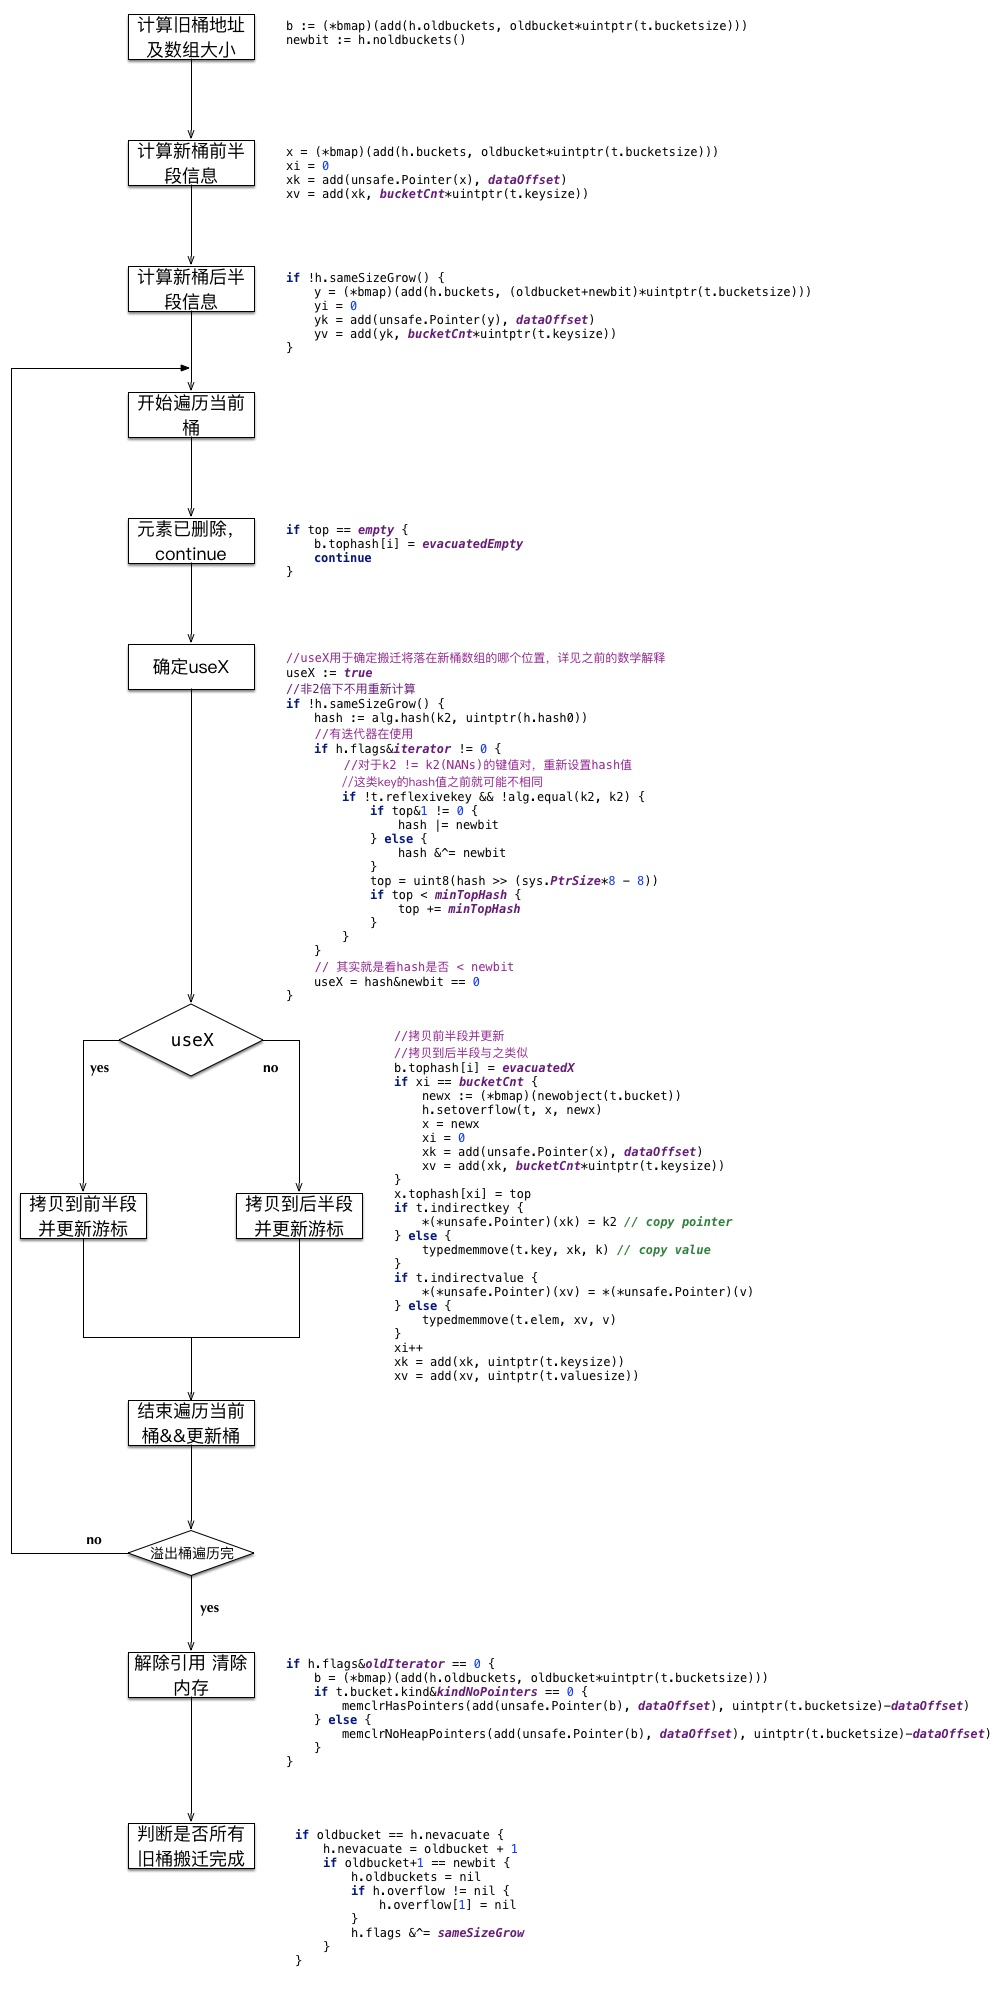 计算旧桶地址
及数组大小
b := (*bmap)(add(h.oldbuckets, oldbucket*uintptr(t.bucketsize)))
newbit := h.noldbuckets()
计算新桶前半
段信息
x = (*bmap)(add(h.buckets, oldbucket*uintptr(t.bucketsize)))
xi = 0
xk = add(unsafe.Pointer(x), dataOffset)
xv = add(xk, bucketCnt*uintptr(t.keysize))
计算新桶后半
段信息
if !h.sameSizeGrow() {
y = (*bmap)(add(h.buckets, (oldbucket+newbit)*uintptr(t.bucketsize)))
yi = 0
yk = add(unsafe.Pointer(y), dataOffset)
yv = add(yk, bucketCnt*uintptr(t.keysize))
}
开始遍历当前
桶
元素已删除，
continue
if top == empty {
b.tophash[i] = evacuatedEmpty
continue
}
确定useX
//useX用于确定搬迁将落在新桶数组的哪个位置，详见之前的数学解释
useX := true
//非2倍下不用重新计算
if !h.sameSizeGrow() {
hash := alg.hash(k2, uintptr(h.hash0))
//有迭代器在使用
if h.flags&iterator != 0 {
//对于k2 != k2(NANs)的键值对，重新设置hash值
//这类key的hash值之前就可能不相同
if !t.reflexivekey && !alg.equal(k2, k2) {
if top&1 != 0 {
hash |= newbit
} else {
hash &^= newbit
}
top = uint8(hash >> (sys.PtrSize*8 − 8))
if top < minTopHash {
top += minTopHash
}
}
}
// 其实就是看hash是否 < newbit
useX = hash&newbit == 0
}
useX
yes
no
拷贝到前半段
并更新游标
拷贝到后半段
并更新游标
//拷贝前半段并更新
//拷贝到后半段与之类似
b.tophash[i] = evacuatedX
if xi == bucketCnt {
newx := (*bmap)(newobject(t.bucket))
h.setoverflow(t, x, newx)
x = newx
xi = 0
xk = add(unsafe.Pointer(x), dataOffset)
xv = add(xk, bucketCnt*uintptr(t.keysize))
}
x.tophash[xi] = top
if t.indirectkey {
*(*unsafe.Pointer)(xk) = k2 // copy pointer
} else {
typedmemmove(t.key, xk, k) // copy value
}
if t.indirectvalue {
*(*unsafe.Pointer)(xv) = *(*unsafe.Pointer)(v)
} else {
typedmemmove(t.elem, xv, v)
}
xi++
xk = add(xk, uintptr(t.keysize))
xv = add(xv, uintptr(t.valuesize))
结束遍历当前
桶&&更新桶
no
溢出桶遍历完
yes
解除引用 清除
内存
if h.flags&oldIterator == 0 {
b = (*bmap)(add(h.oldbuckets, oldbucket*uintptr(t.bucketsize)))
if t.bucket.kind&kindNoPointers == 0 {
memclrHasPointers(add(unsafe.Pointer(b), dataOffset), uintptr(t.bucketsize)−dataOffset)
} else {
memclrNoHeapPointers(add(unsafe.Pointer(b), dataOffset), uintptr(t.bucketsize)−dataOffset)
}
}
判断是否所有
旧桶搬迁完成
if oldbucket == h.nevacuate {
h.nevacuate = oldbucket + 1
if oldbucket+1 == newbit {
h.oldbuckets = nil
if h.overflow != nil {
h.overflow[1] = nil
}
h.flags &^= sameSizeGrow
}
}